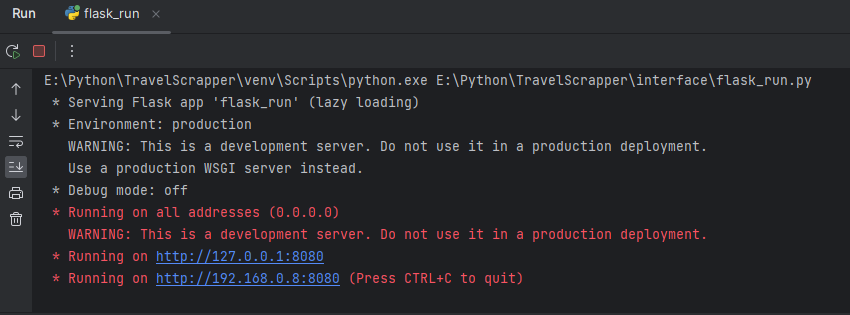 Run flask_run
E:\Python\TravelScrapper\venv\Scripts\python.exe E:\Python\TravelScrapper\interface\flask_run.py
* Serving Flask app 'flask_run' (lazy loading)
* Environment: production
WARNING: This is a development server. Do not use it in a production deployment.
Use a production WSGI server instead.
* Debug mode: off
* Running on all addresses (0.0.0.0)
WARNING: This is a development server. Do not use it in a production deployment.
* Running on http://127.0.0.1:8080
* Running on http://192.168.0.8:8080 (Press CTRL+C to quit)